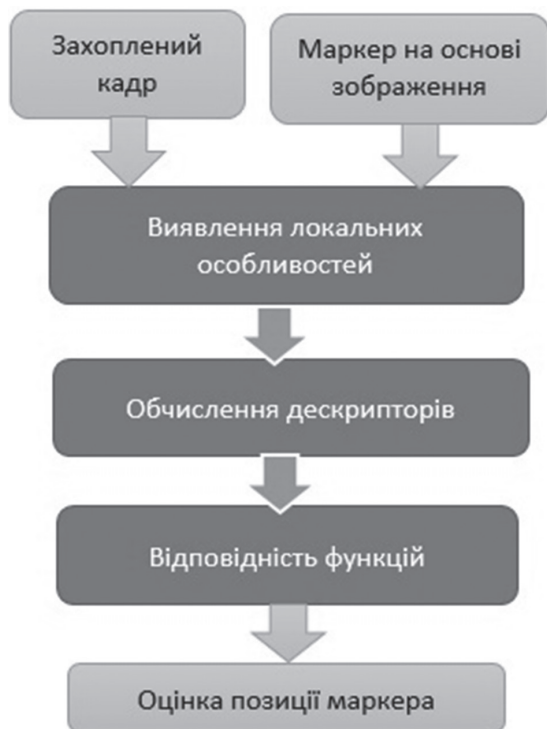 Захоплений
кадр
Маркер на основі
зображення
Виявлення локальних
особливостей
Обчислення дескрипторів
Відповідність функцій
Оцінка позиції маркера